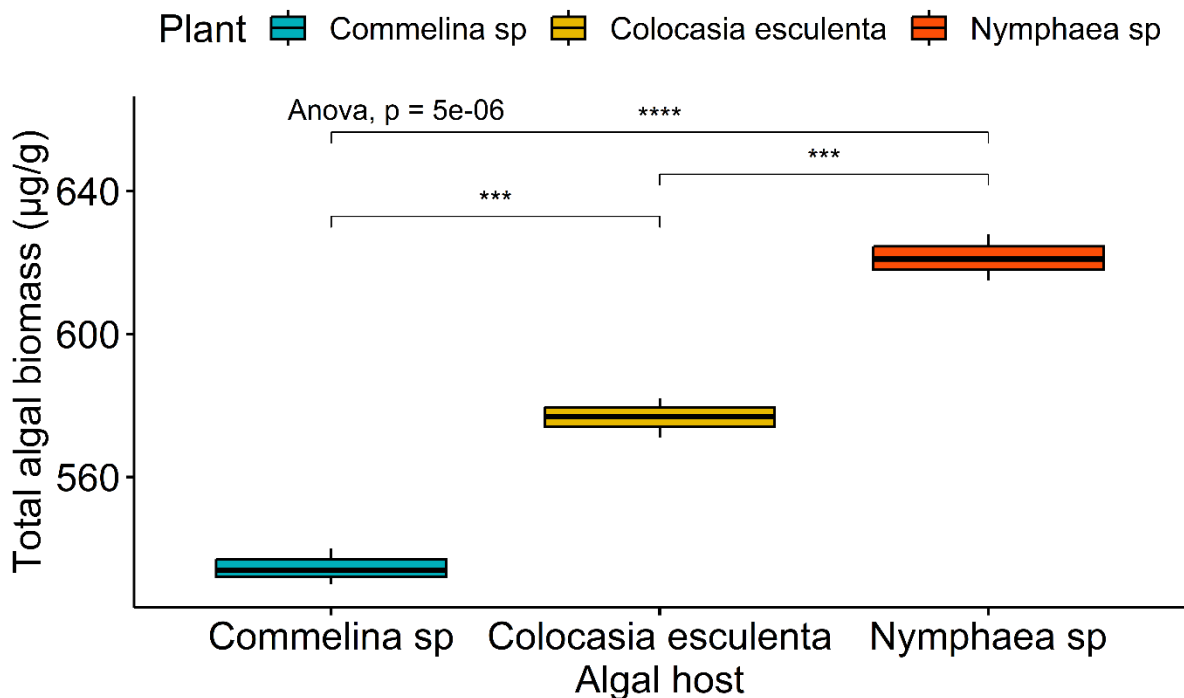 Plant Commelina sp Colocasia esculenta Nymphaea sp
Anova, p = 5e-06
****
***
***
Total algal biomass (µg/g)
640
600
560
Commelina sp Colocasia esculenta Nymphaea sp
Algal host